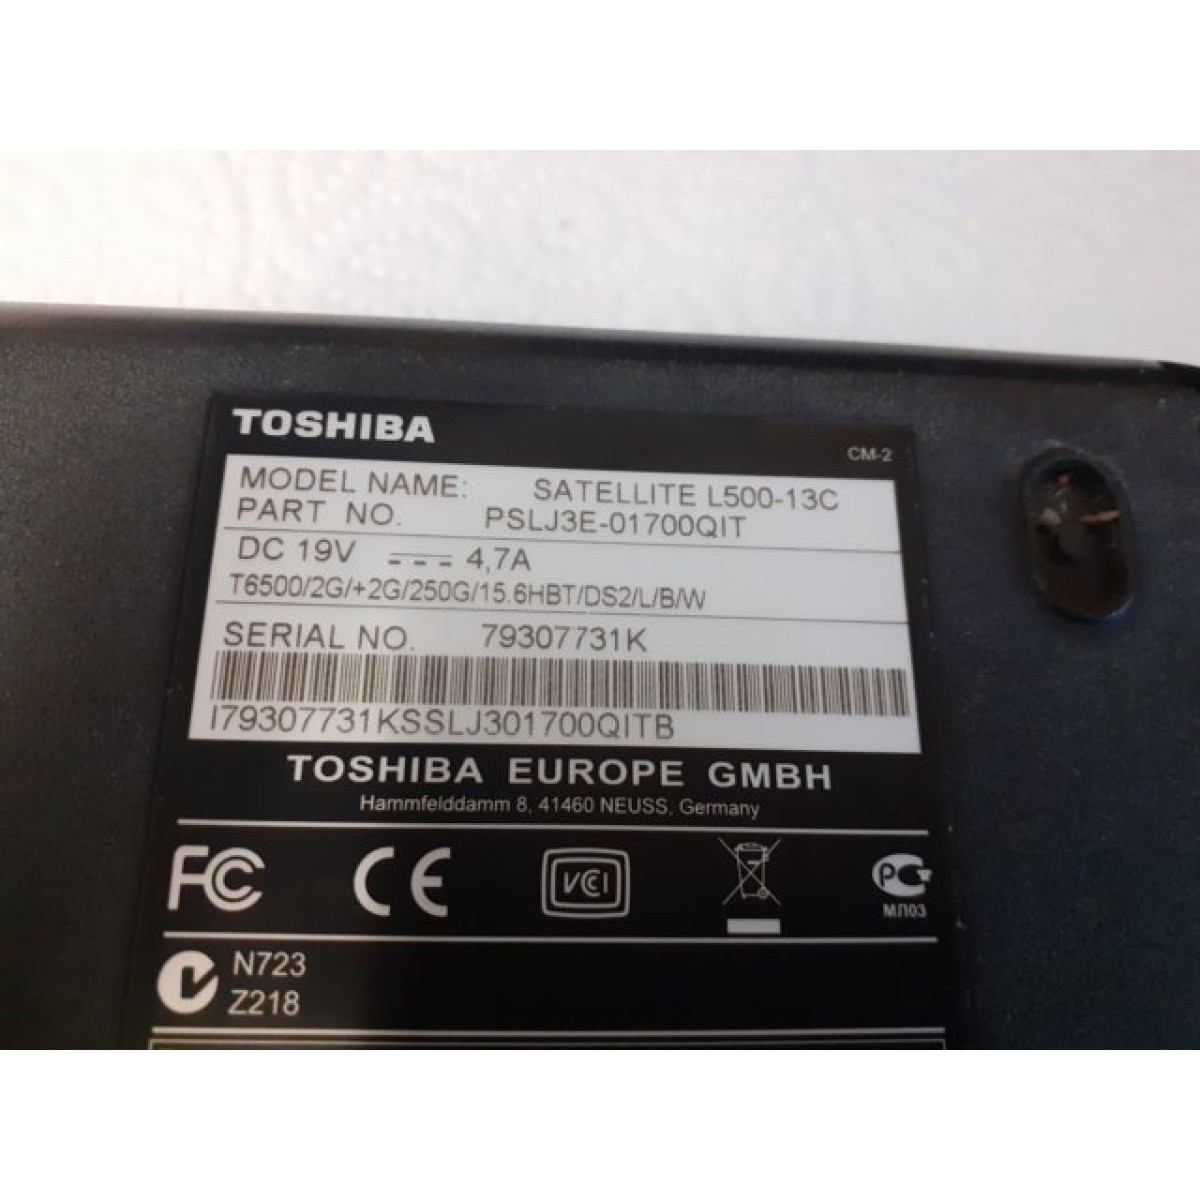 TOSHIBA
CM-2
MODEL NAME: SATELLITE L500-13C
PART NO. PSLJ3E-01700QIT
DC 19V 4,7A
T6500/2G/+2G/250G/15.6HBT/DS2/L/B/W
SERIAL NO. 79307731K
I79307731KSSLJ301700QITB
TOSHIBA EUROPE GMBH
Hammfelddamm 8, 41460 NEUSS, Germany
FC CE VCI PC
МЛ03
N723
Z218